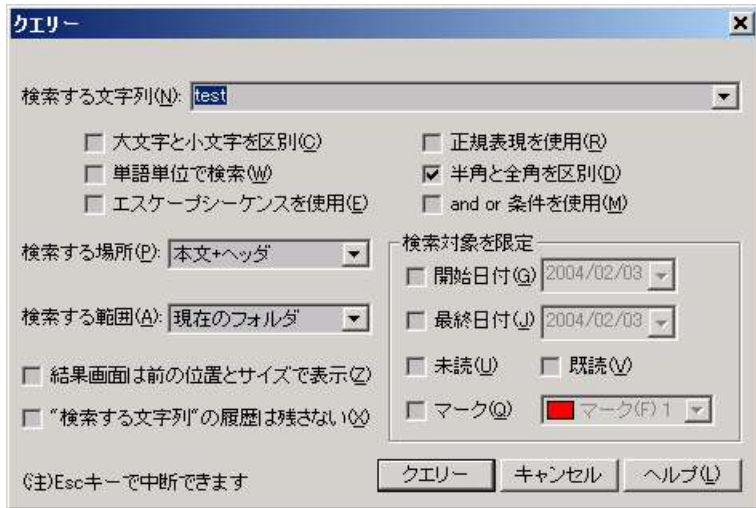 クエリー
検索する文字列(N): test
大文字と小文字を区別(C)
正規表現を使用(R)
単語単位で検索(W)
半角と全角を区別(D)
エスケープシーケンスを使用(E)
and or 条件を使用(M)
検索する場所(P): 本文+ヘッダ
検索する範囲(A): 現在のフォルダ
検索対象を限定
開始日付(G) 2004/02/03
最終日付(J) 2004/02/03
未読(U) 既読(V)
マーク(Q) マーク(F) 1
結果画面は前の位置とサイズで表示(Z)
"検索する文字列"の履歴は残さない(X)
(注)Escキーで中断できます
クエリー キャンセル ヘルプ(L)